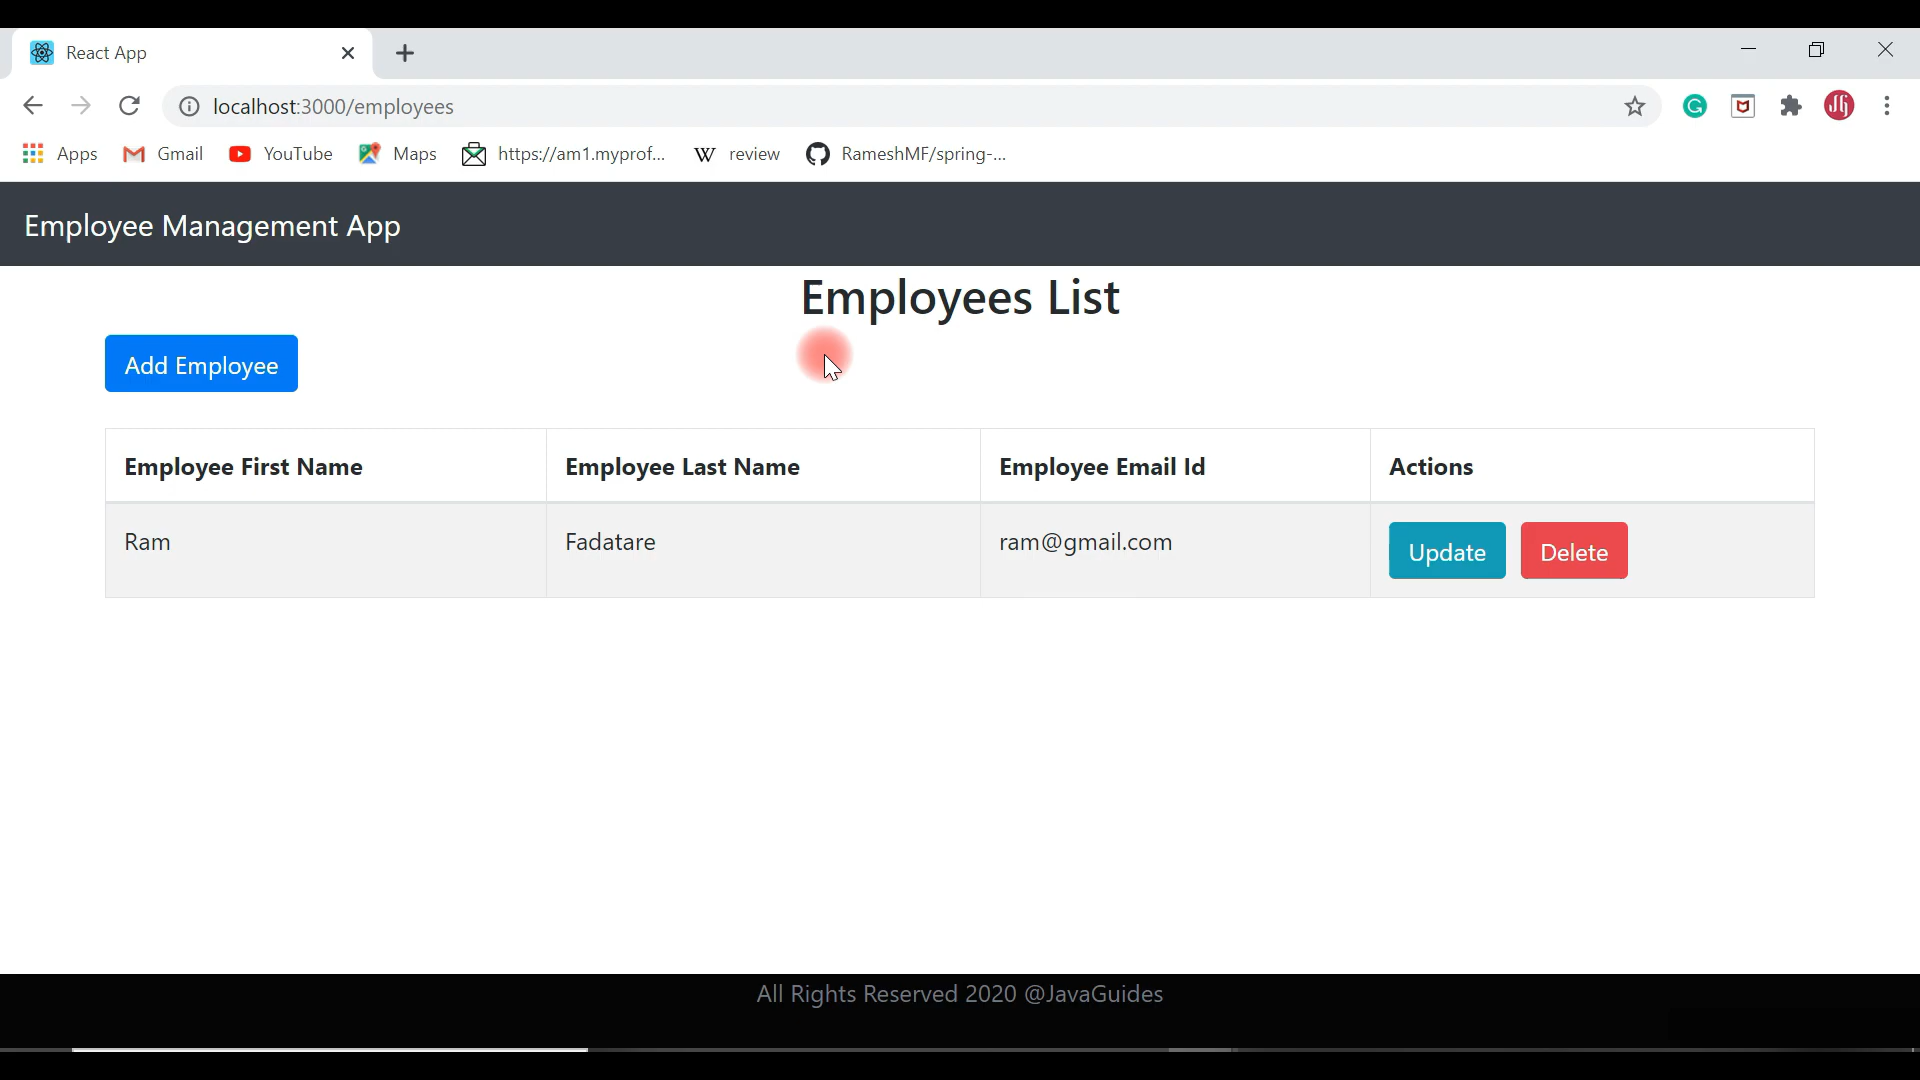 React App
localhost:3000/employees
Apps Gmail YouTube Maps https://am1.myprof... W review RameshMF/spring-...
Employee Management App
Employees List
Add Employee
Employee First Name Employee Last Name Employee Email Id Actions
Ram Fadatare ram@gmail.com Update Delete
All Rights Reserved 2020 @JavaGuides